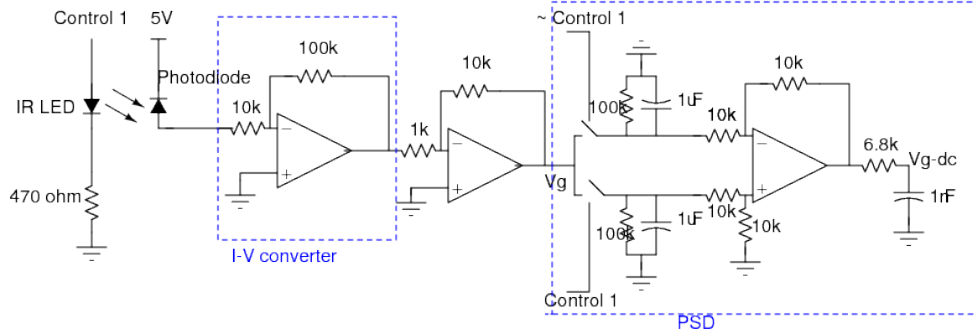 Control 1
5V
~ Control 1
100k
Photodiode
IR LED
10k
10k
1k
470 ohm
I-V converter
Vg
100k
1uF
10k
10k
6.8k
Vg-dc
1nF
100k
1uF
10k
10k
Control 1
PSD